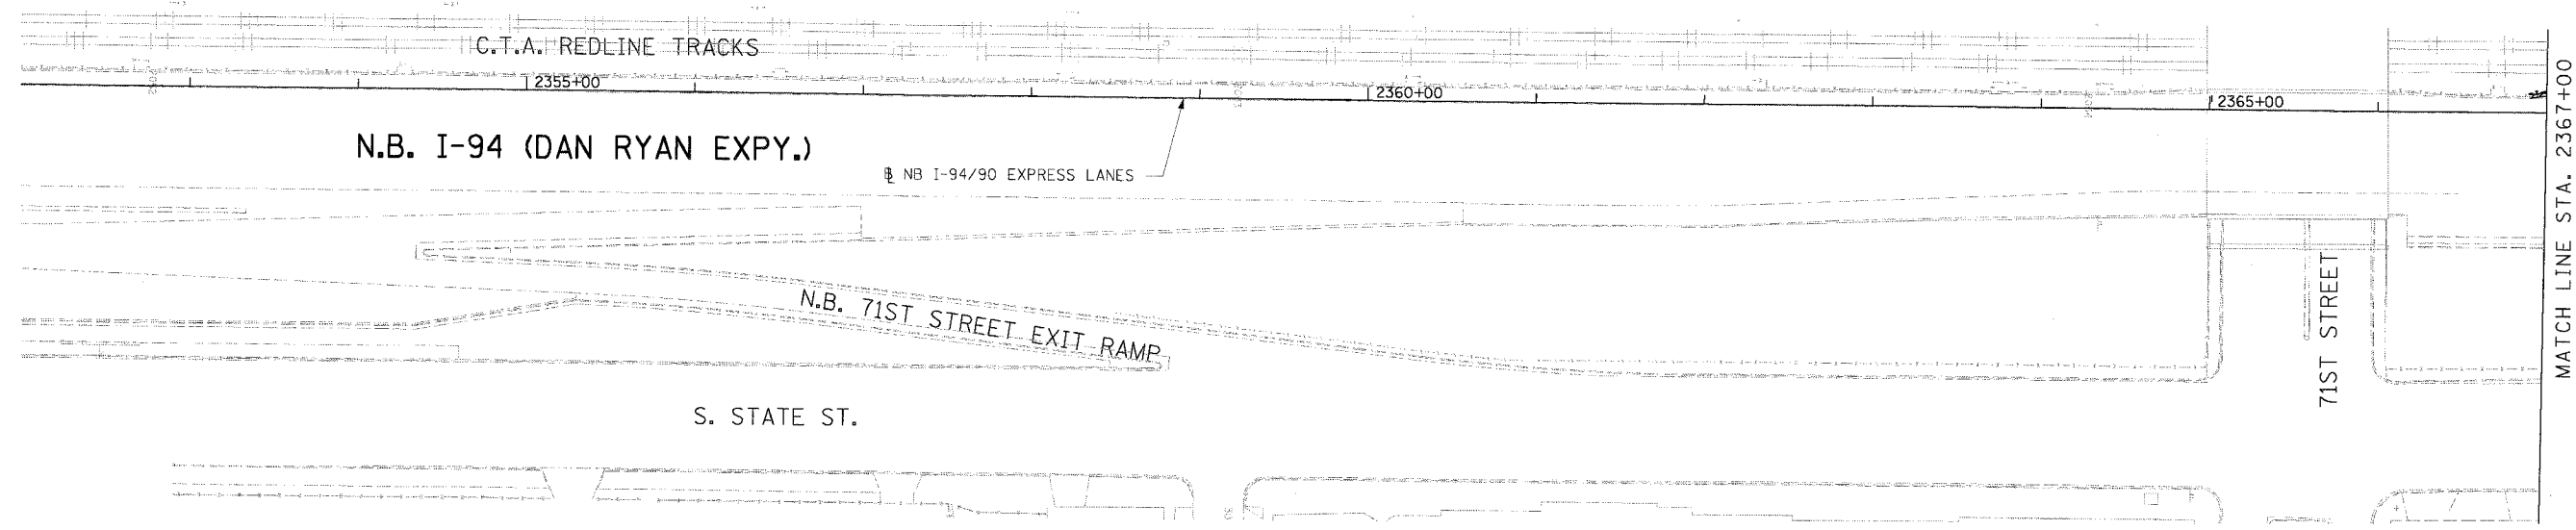 C.T.A. REDLINE TRACKS
2355+00
2360+00
2365+00
N.B. I-94 (DAN RYAN EXPY.)
℄ NB I-94/90 EXPRESS LANES
N.B. 71ST STREET EXIT RAMP
S. STATE ST.
71ST STREET
MATCH LINE STA. 2367+00